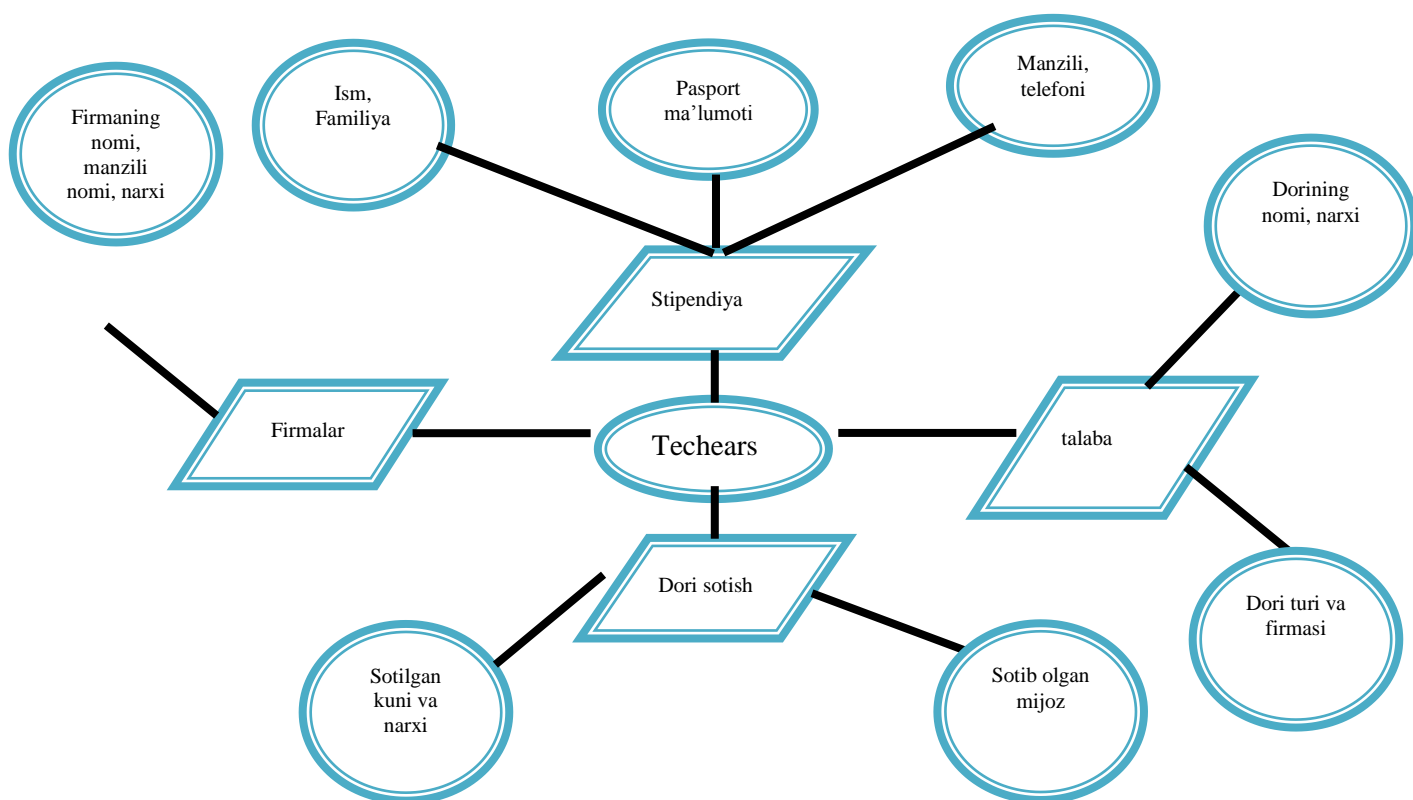 Firmaning
nomi,
manzili
nomi, narxi
Ism,
Familiya
Pasport
ma’lumoti
Manzili,
telefoni
Dorining
nomi, narxi
Stipendiya
Firmalar
Techears
talaba
Dori sotish
Dori turi va
firmasi
Sotilgan
kuni va
narxi
Sotib olgan
mijoz